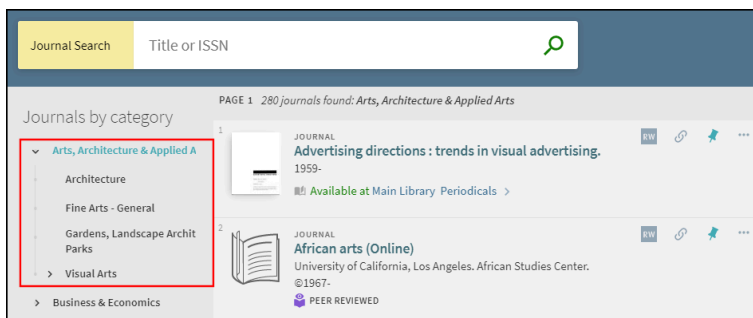 Journal Search
Title or ISSN
Journals by category
Arts, Architecture & Applied A
Architecture
Fine Arts - General
Gardens, Landscape Archit
Parks
Visual Arts
Business & Economics
PAGE 1 280 journals found: Arts, Architecture & Applied Arts
1
JOURNAL
Advertising directions : trends in visual advertising.
1959-
Available at Main Library Periodicals >
RW
2
JOURNAL
African arts (Online)
University of California, Los Angeles. African Studies Center.
©1967-
PEER REVIEWED
RW